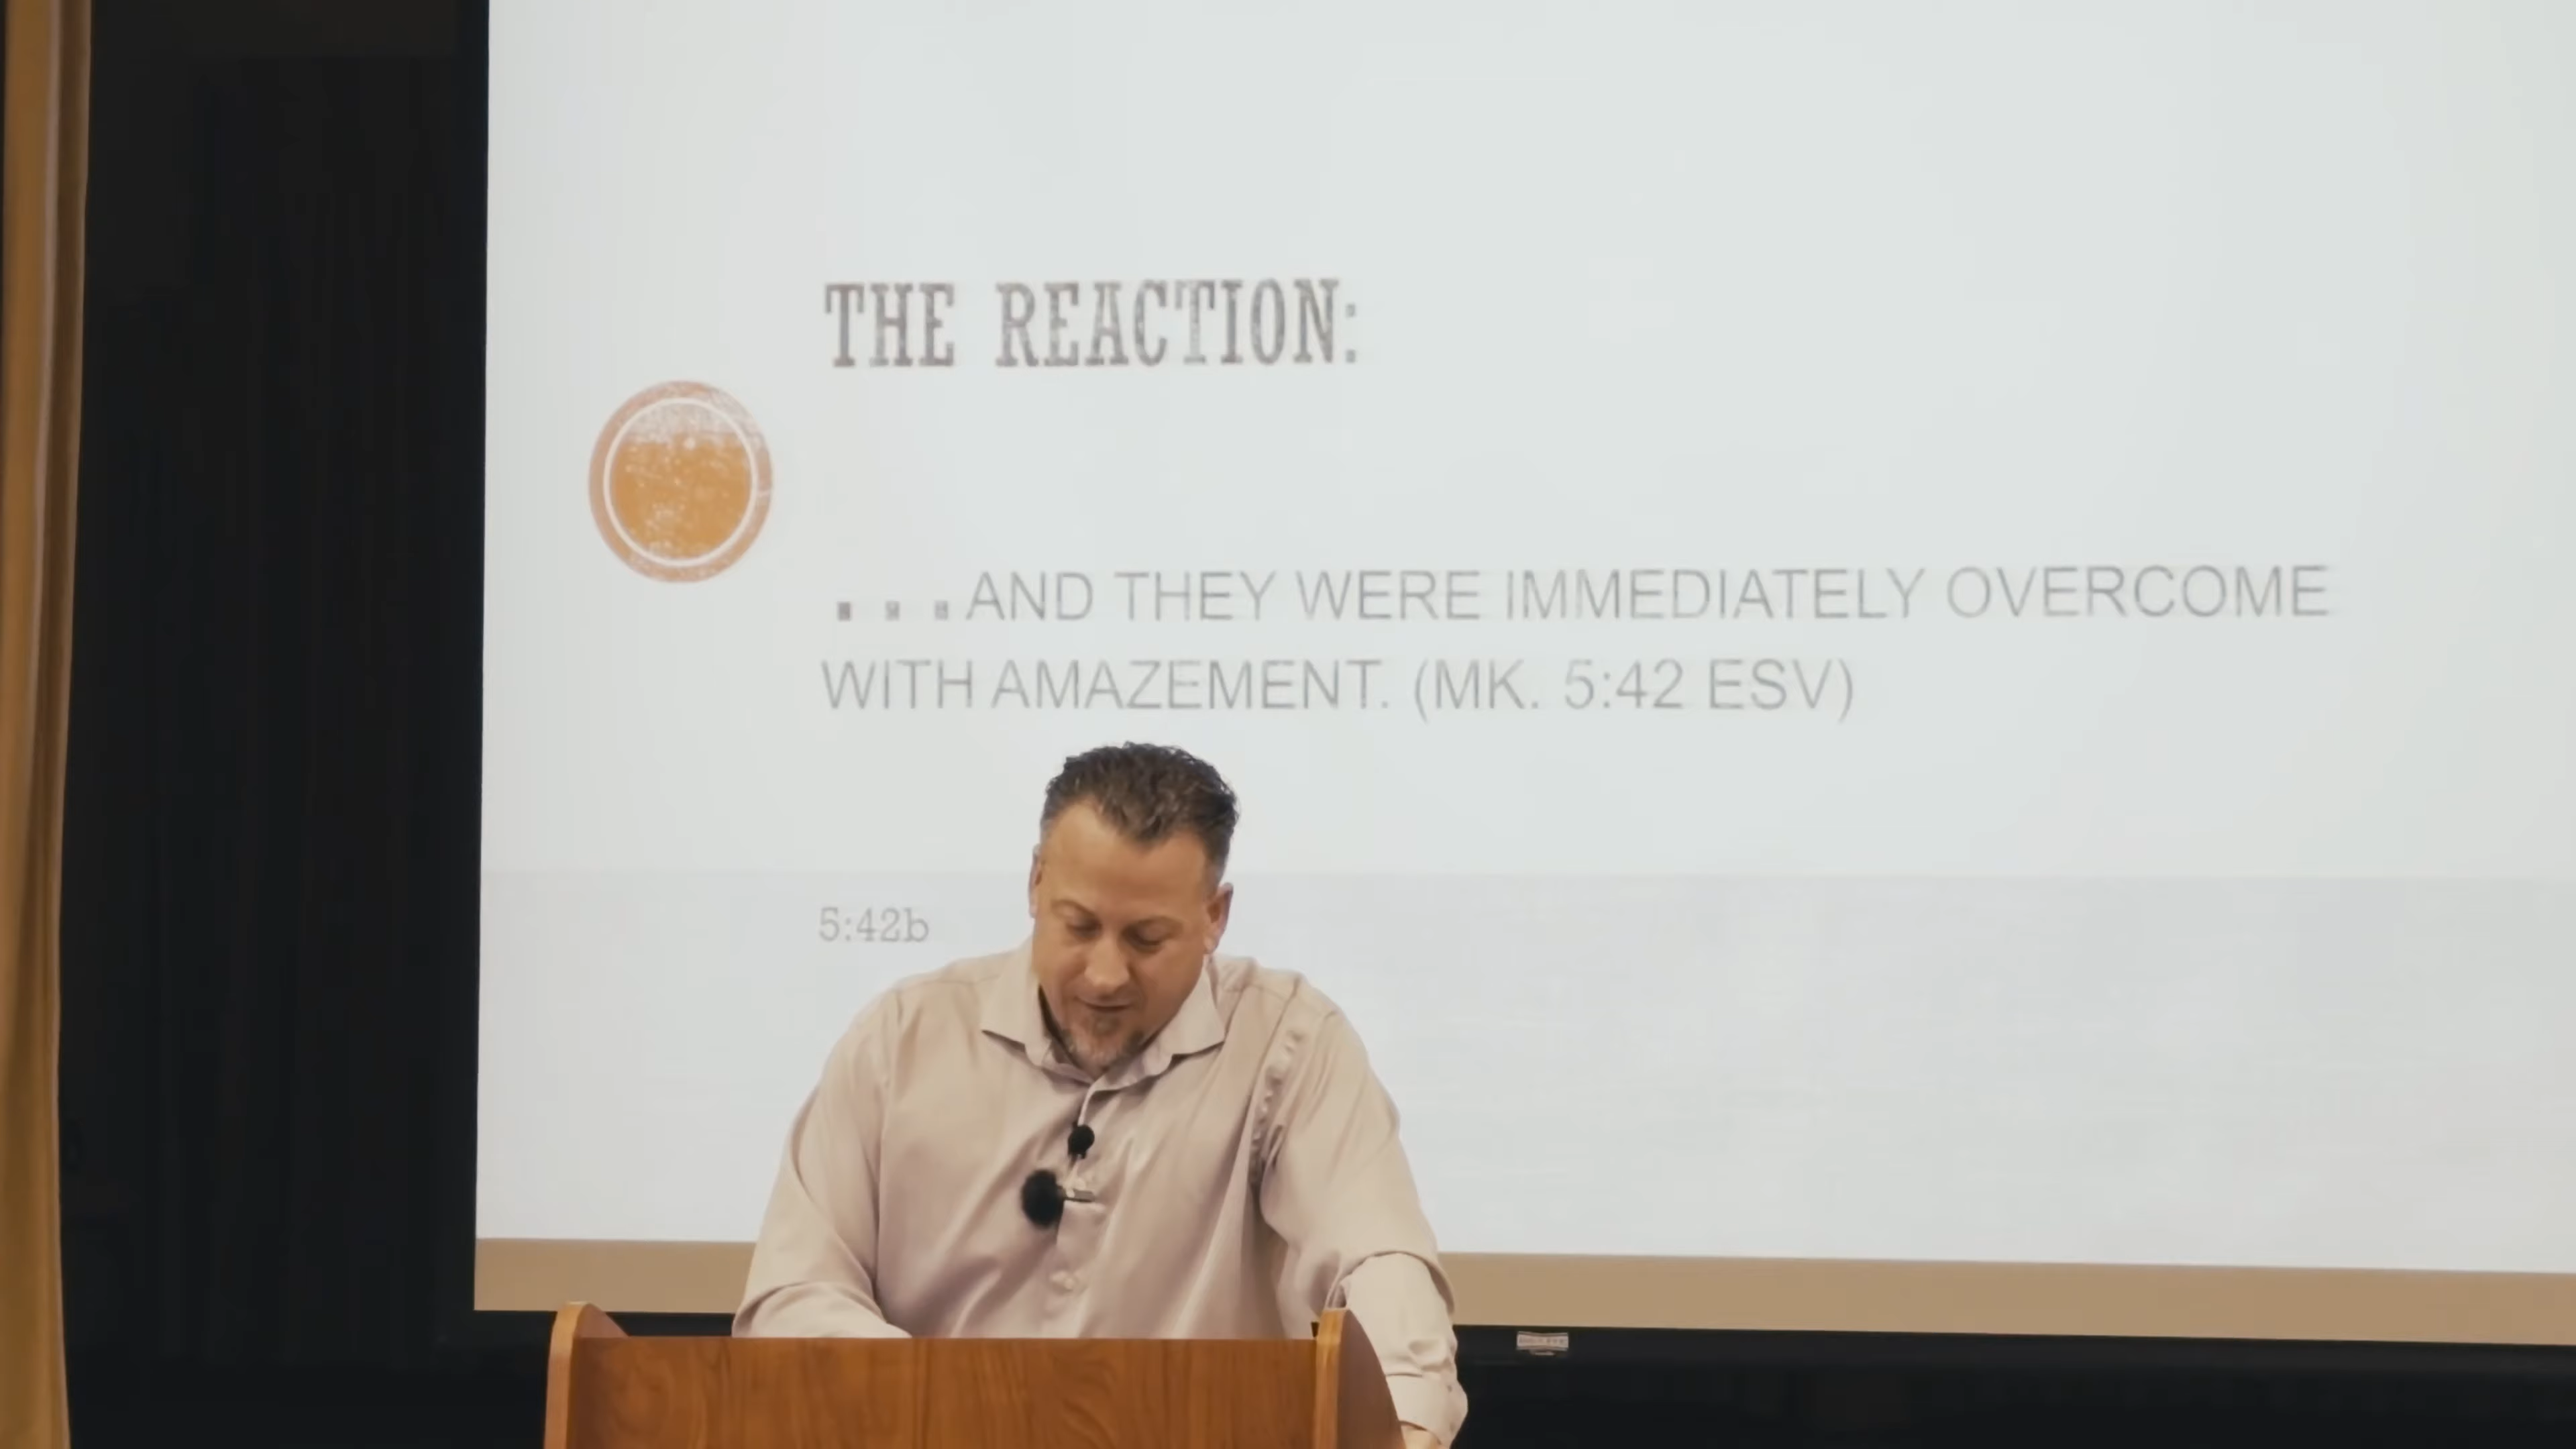 THE REACTION:
. . . AND THEY WERE IMMEDIATELY OVERCOME
WITH AMAZEMENT. (MK. 5:42 ESV)
5:42b